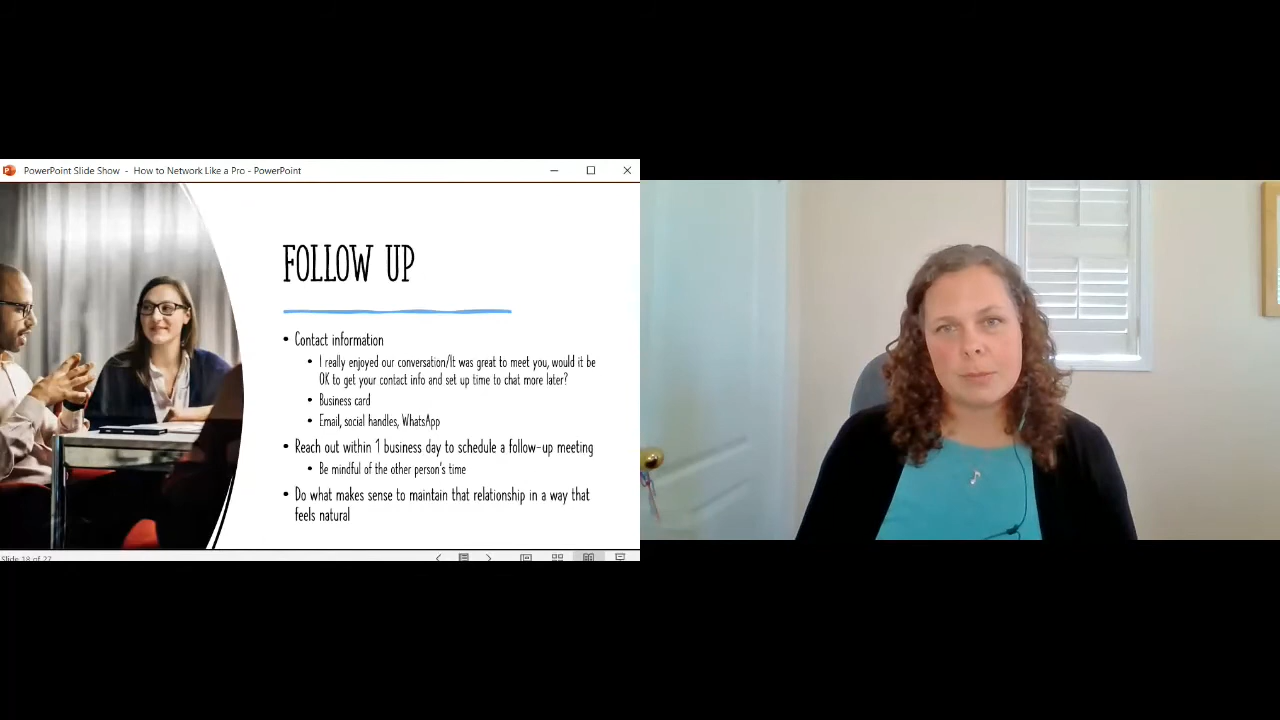 PowerPoint Slide Show - How to Network Like a Pro - PowerPoint
FOLLOW UP
• Contact information
• I really enjoyed our conversation/It was great to meet you, would it be
OK to get your contact info and set up time to chat more later?
• Business card
• Email, social handles, WhatsApp
• Reach out within 1 business day to schedule a follow-up meeting
• Be mindful of the other person's time
• Do what makes sense to maintain that relationship in a way that
feels natural
Slide 18 of 27